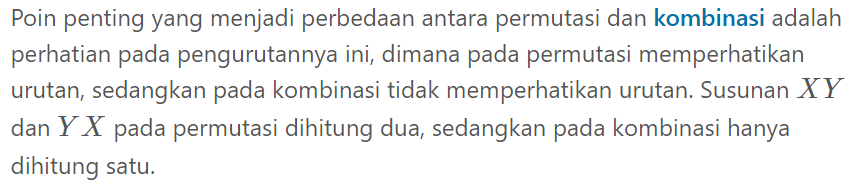 Poin penting yang menjadi perbedaan antara permutasi dan kombinasi adalah
perhatian pada pengurutannya ini, dimana pada permutasi memperhatikan
urutan, sedangkan pada kombinasi tidak memperhatikan urutan. Susunan XY
dan YX pada permutasi dihitung dua, sedangkan pada kombinasi hanya
dihitung satu.